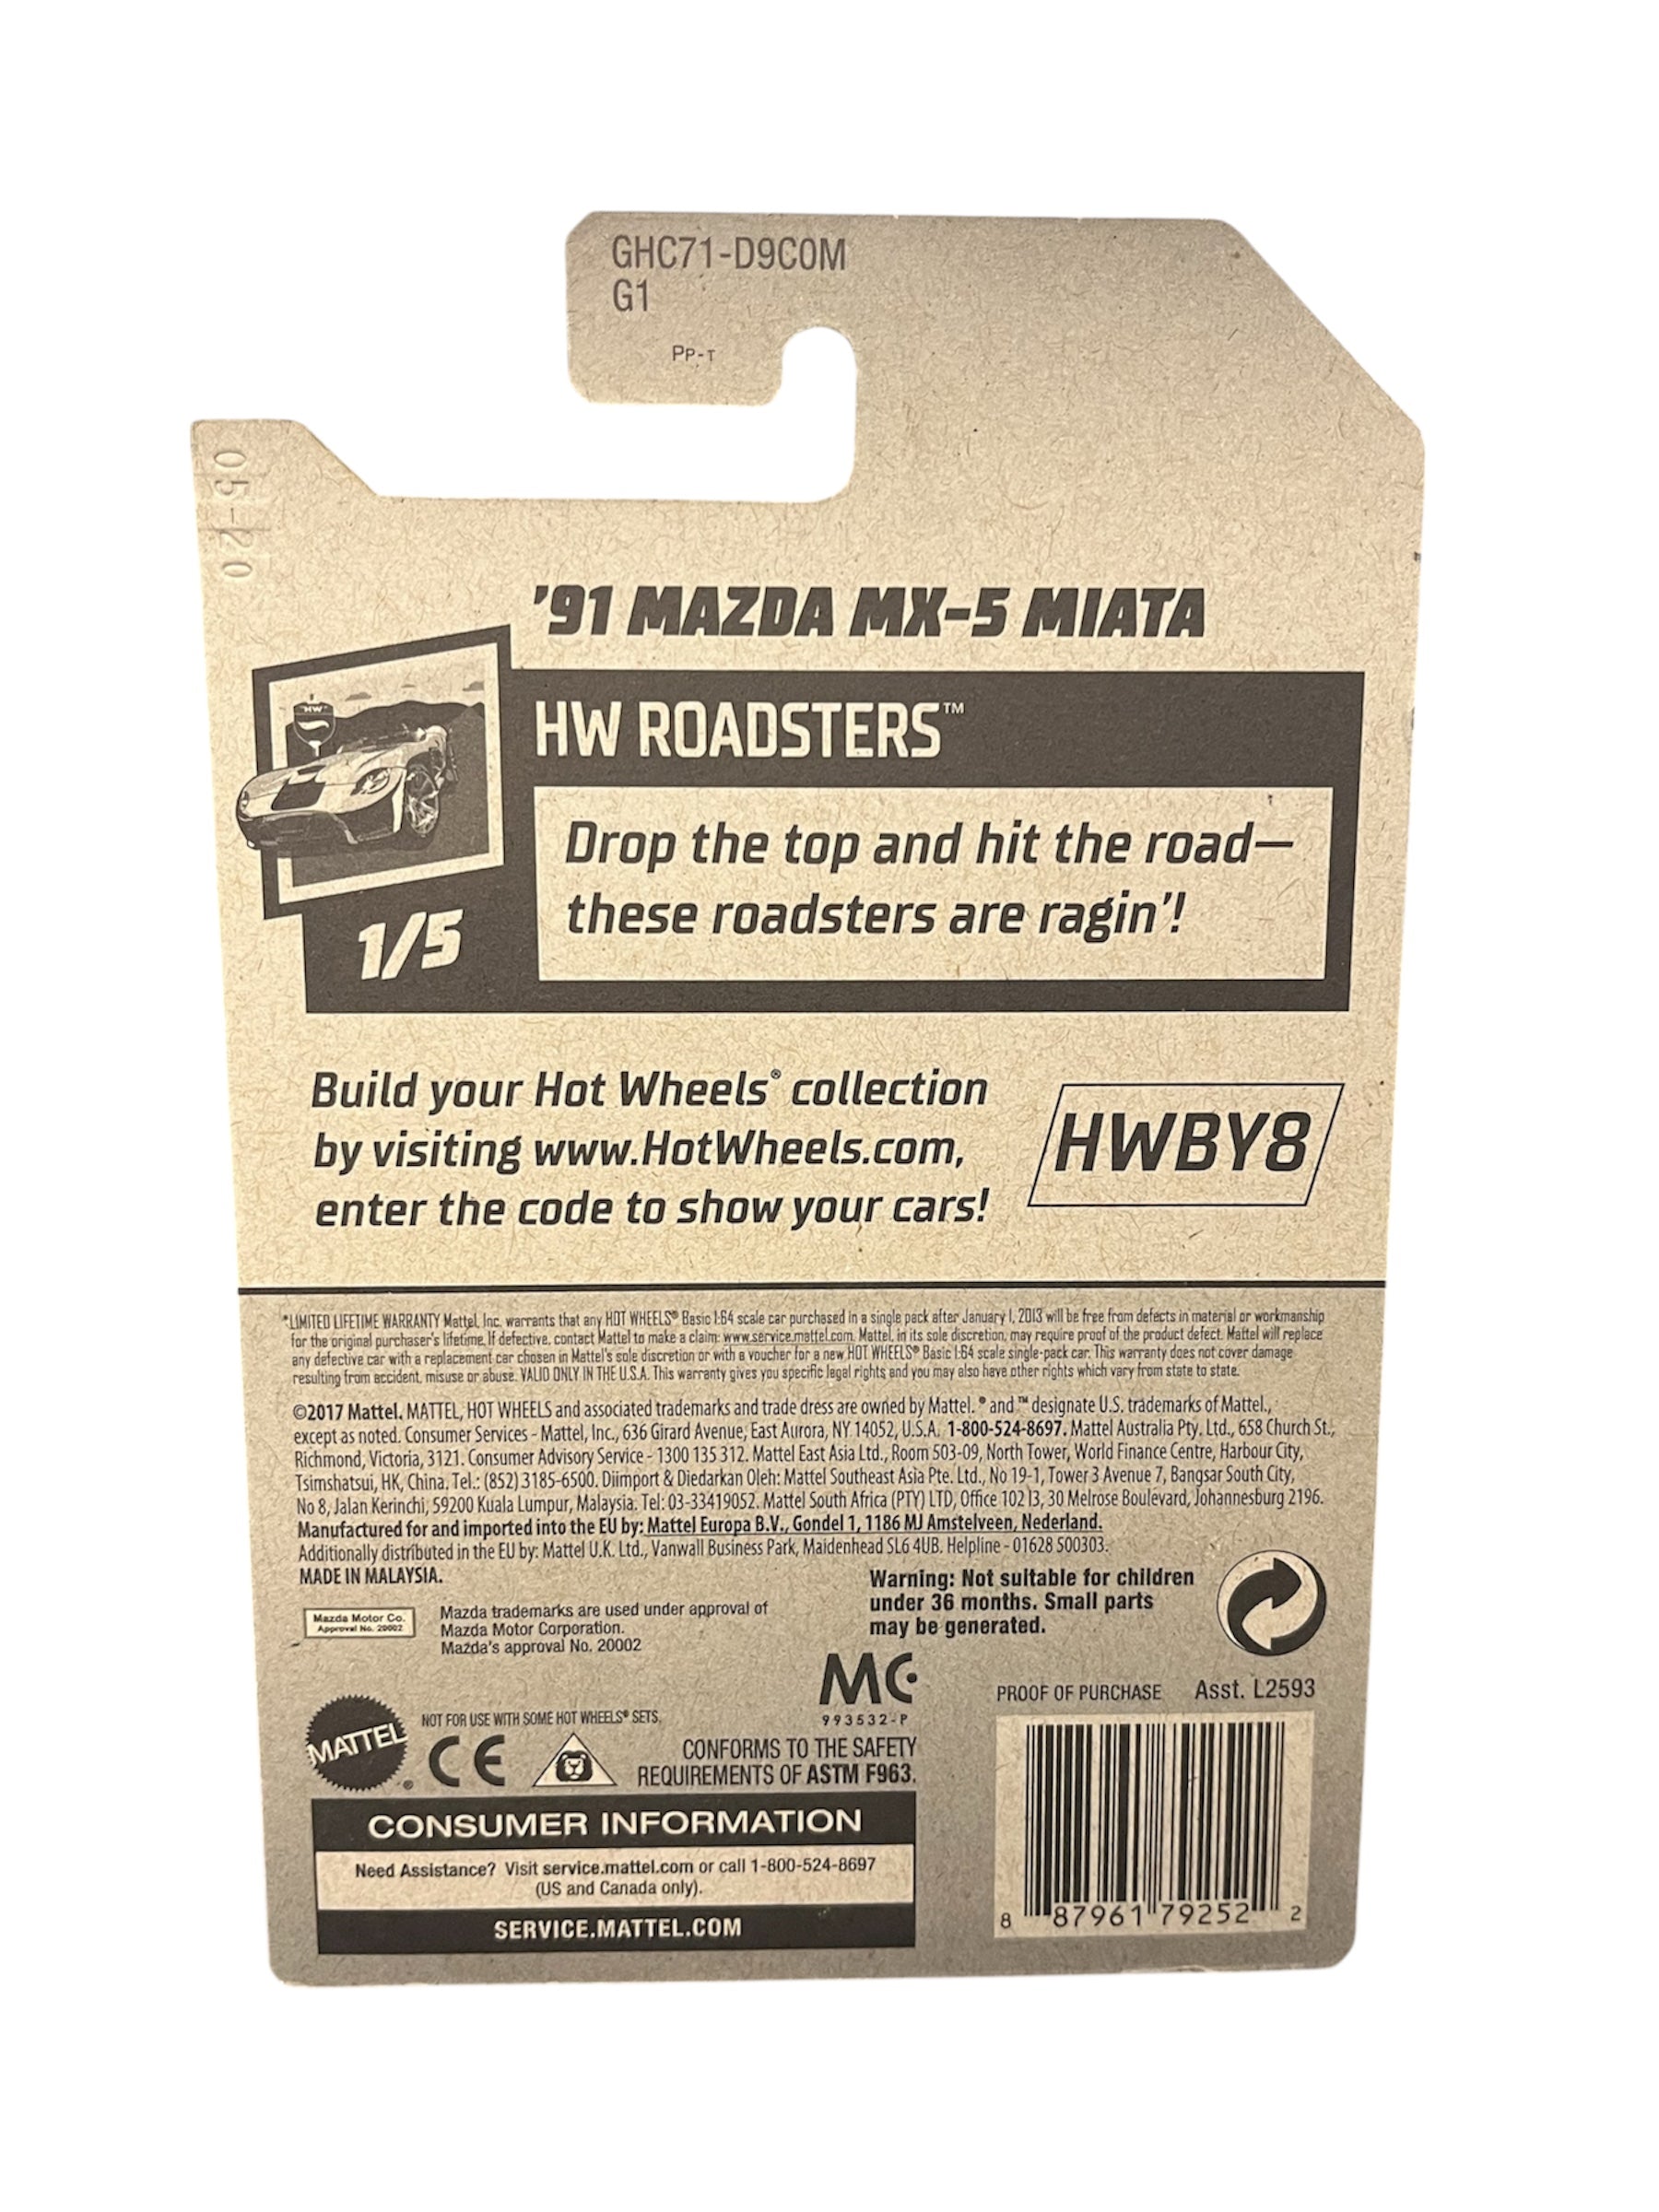 GHC71-D9C0M
G1
PP-T
05-20
'91 MAZDA MX-5 MIATA
HW
HW ROADSTERS™
Drop the top and hit the road—
these roadsters are ragin'!
1/5
Build your Hot Wheels® collection
by visiting www.HotWheels.com,
enter the code to show your cars!
HWBY8
*LIMITED LIFETIME WARRANTY Mattel, Inc. warrants that any HOT WHEELS® Basic 1:64 scale car purchased in a single pack after January 1, 2013 will be free from defects in material or workmanship
for the original purchaser's lifetime. If defective, contact Mattel to make a claim: www.service.mattel.com. Mattel, in its sole discretion, may require proof of the product defect. Mattel will replace
any defective car with a replacement car chosen in Mattel's sole discretion or with a voucher for a new HOT WHEELS® Basic 1:64 scale single-pack car. This warranty does not cover damage
resulting from accident, misuse or abuse. VALID ONLY IN THE U.S.A. This warranty gives you specific legal rights and you may also have other rights which vary from state to state.
©2017 Mattel. MATTEL, HOT WHEELS and associated trademarks and trade dress are owned by Mattel. ® and ™ designate U.S. trademarks of Mattel,
except as noted. Consumer Services - Mattel, Inc., 636 Girard Avenue, East Aurora, NY 14052, U.S.A. 1-800-524-8697. Mattel Australia Pty. Ltd., 658 Church St.,
Richmond, Victoria, 3121. Consumer Advisory Service - 1300 135 312. Mattel East Asia Ltd., Room 503-09, North Tower, World Finance Centre, Harbour City,
Tsimshatsui, HK, China. Tel.: (852) 3185-6500. Diimport & Diedarkan Oleh: Mattel Southeast Asia Pte. Ltd., No 19-1, Tower 3 Avenue 7, Bangsar South City,
No 8, Jalan Kerinchi, 59200 Kuala Lumpur, Malaysia. Tel: 03-33419052. Mattel South Africa (PTY) LTD, Office 102 I3, 30 Melrose Boulevard, Johannesburg 2196.
Manufactured for and imported into the EU by: Mattel Europa B.V., Gondel 1, 1186 MJ Amstelveen, Nederland.
Additionally distributed in the EU by: Mattel U.K. Ltd., Vanwall Business Park, Maidenhead SL6 4UB. Helpline - 01628 500303.
MADE IN MALAYSIA.
Warning: Not suitable for children
under 36 months. Small parts
may be generated.
Mazda Motor Co.
Approval No. 20002
Mazda trademarks are used under approval of
Mazda Motor Corporation.
Mazda's approval No. 20002
MC
993532-P
PROOF OF PURCHASE Asst. L2593
MATTEL®
NOT FOR USE WITH SOME HOT WHEELS® SETS.
CE
CONFORMS TO THE SAFETY
REQUIREMENTS OF ASTM F963.
CONSUMER INFORMATION
Need Assistance? Visit service.mattel.com or call 1-800-524-8697
(US and Canada only).
SERVICE.MATTEL.COM
8 87961 79252 2